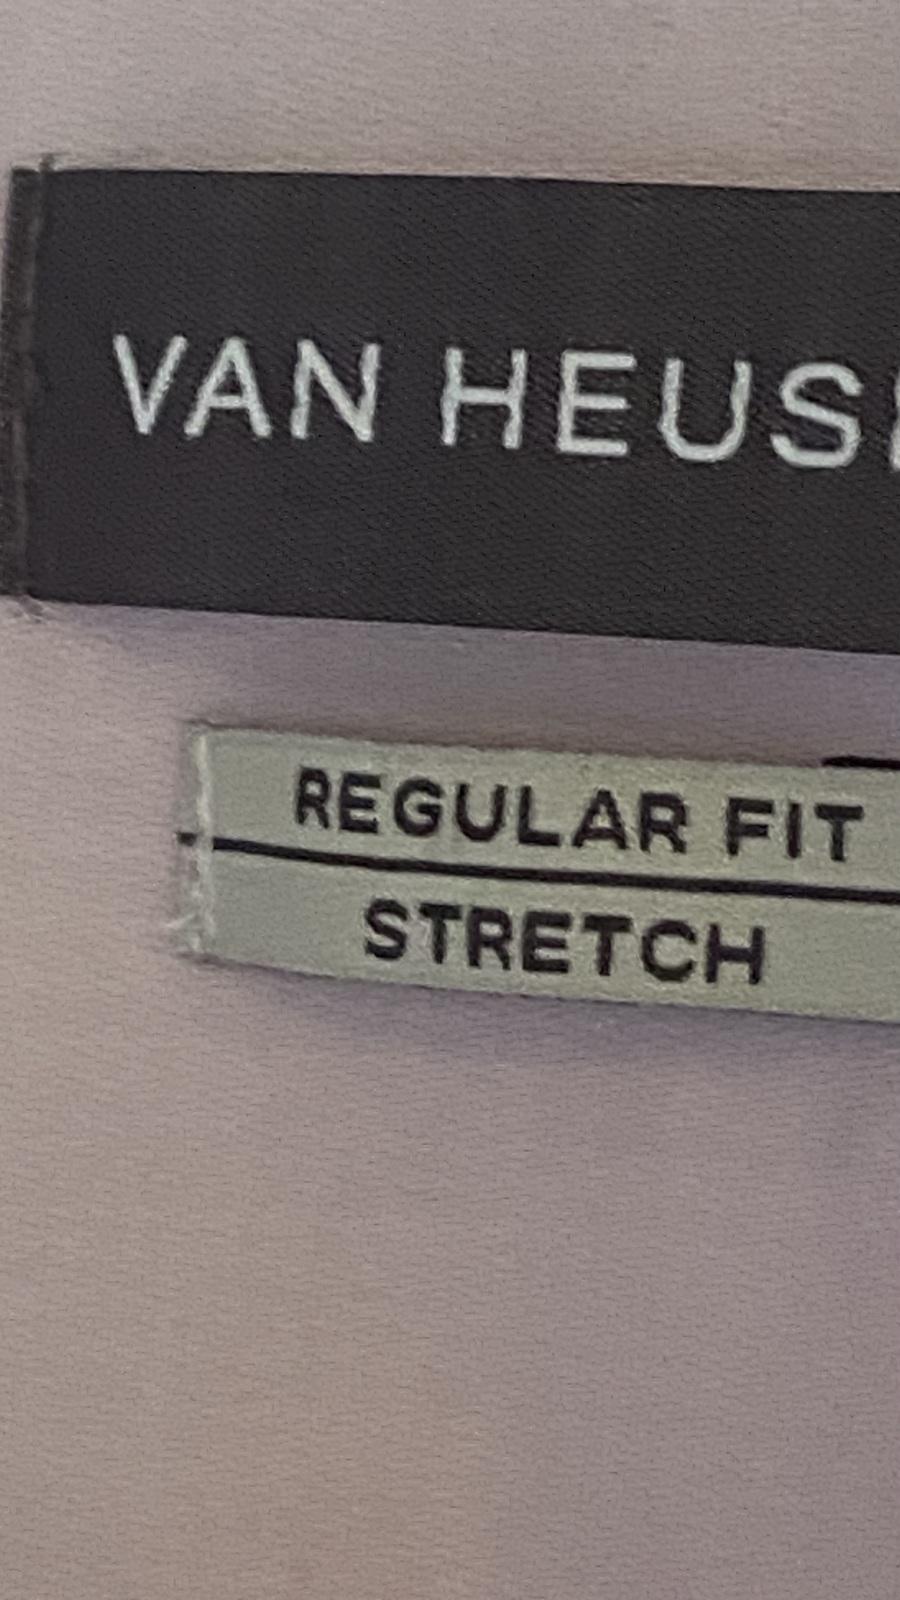 VAN HEUS
REGULAR FIT
STRETCH